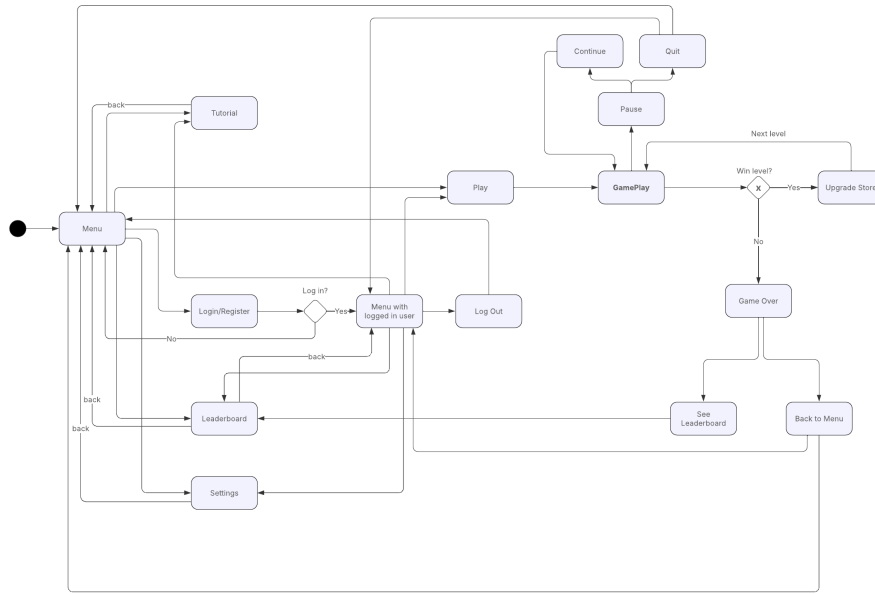 Continue
Quit
back
Tutorial
Pause
Next level
Win level?
Play
GamePlay
X
Yes
Upgrade Store
Menu
No
Log in?
Login/Register
Yes
Menu with
logged in user
Log Out
Game Over
No
back
back
Leaderboard
See
Leaderboard
Back to Menu
back
Settings